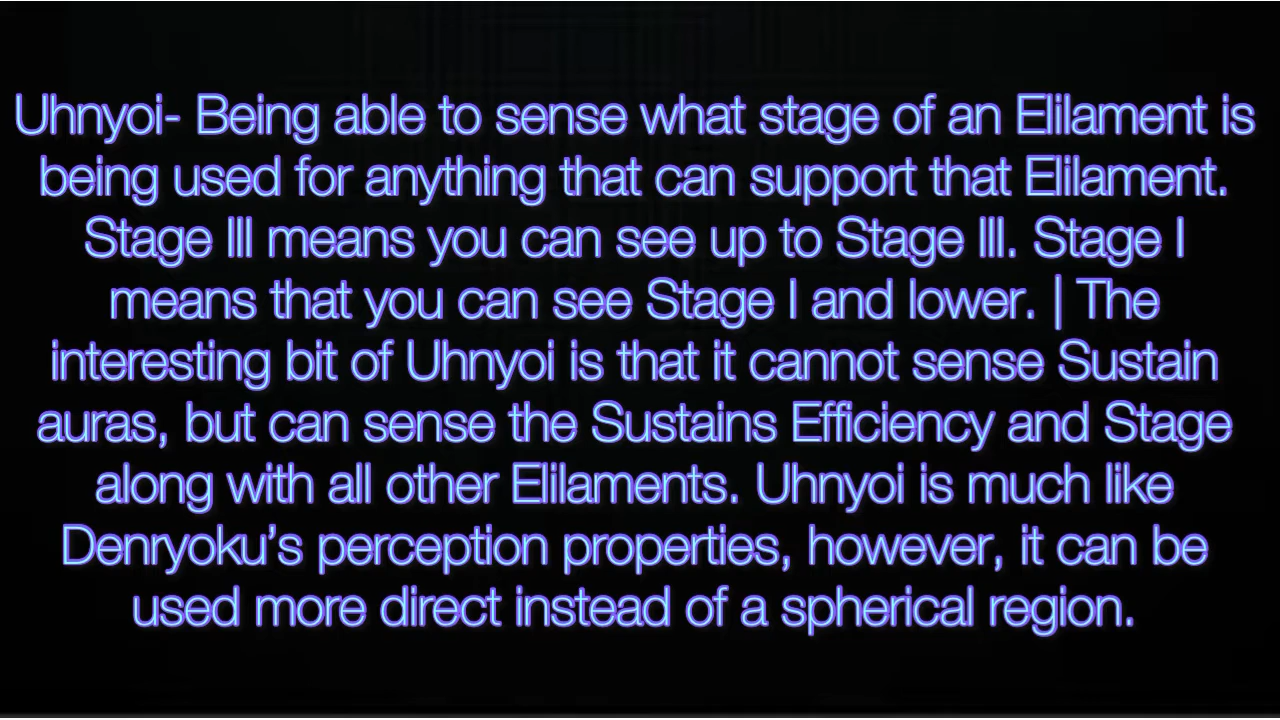 Uhnyoi- Being able to sense what stage of an Elilament is
being used for anything that can support that Elilament.
Stage III means you can see up to Stage III. Stage I
means that you can see Stage I and lower. | The
interesting bit of Uhnyoi is that it cannot sense Sustain
auras, but can sense the Sustains Efficiency and Stage
along with all other Elilaments. Uhnyoi is much like
Denryoku’s perception properties, however, it can be
used more direct instead of a spherical region.